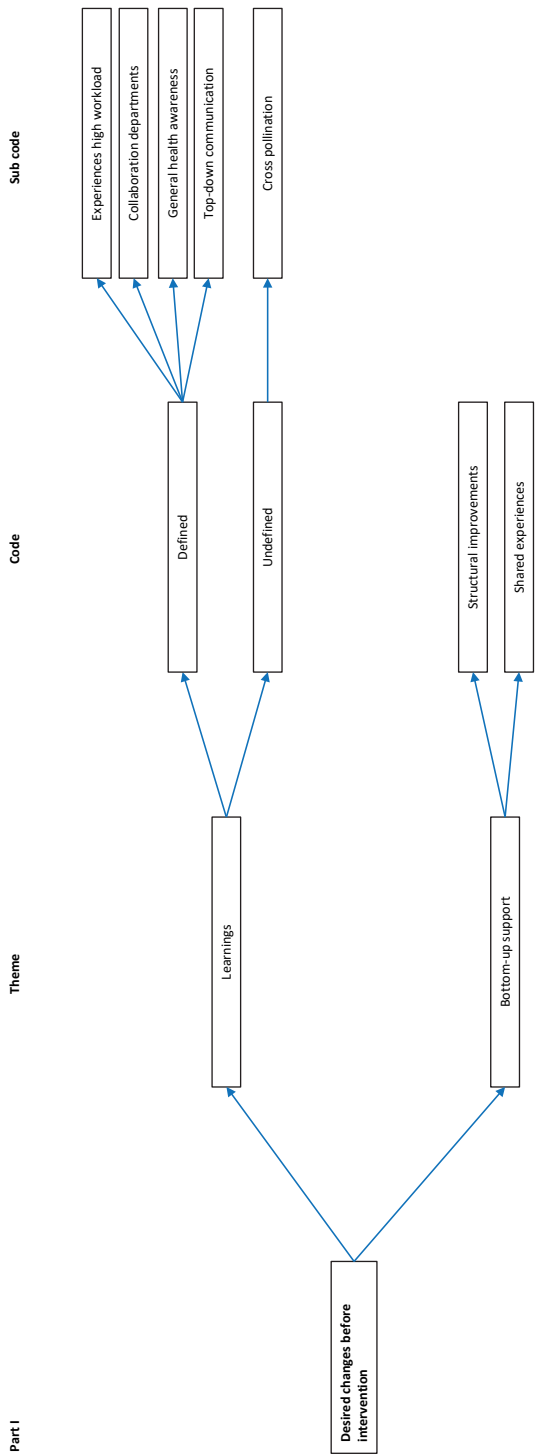 Part I
Theme
Code
Sub code
Desired changes before
intervention
Learnings
Bottom-up support
Defined
Undefined
Structural improvements
Shared experiences
Experiences high workload
Collaboration departments
General health awareness
Top-down communication
Cross pollination